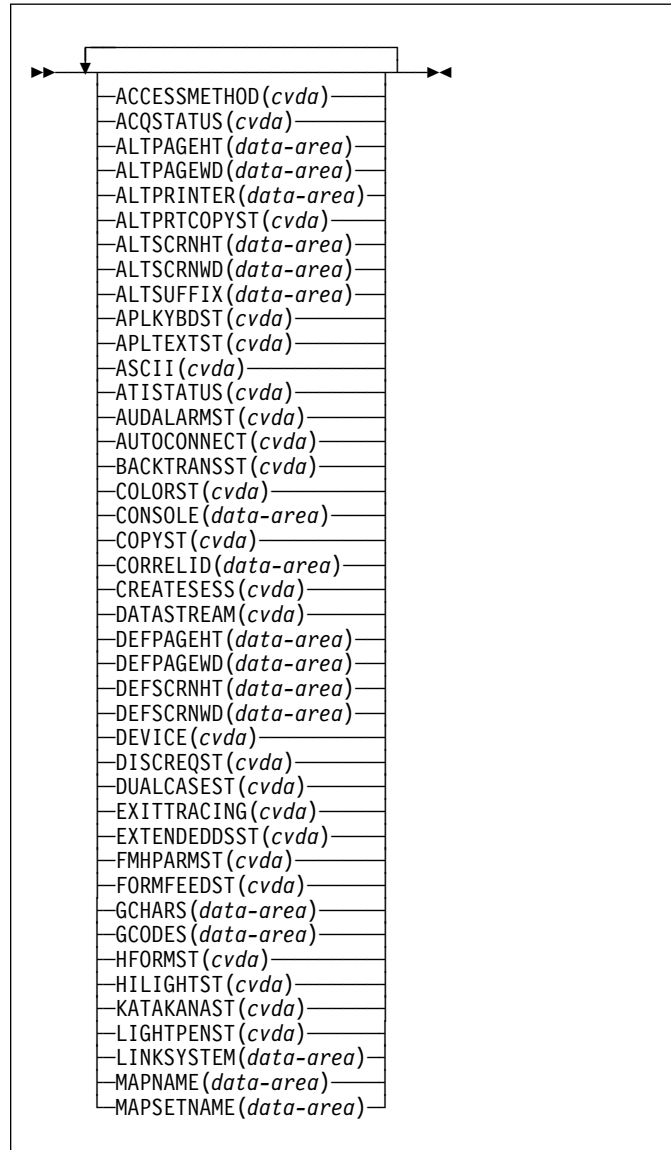 ACCESSMETHOD(cvda)
ACQSTATUS(cvda)
ALTPAGEHT(data-area)
ALTPAGEWD(data-area)
ALTPRINTER(data-area)
ALTPRTCOPYST(cvda)
ALTSCRNHT(data-area)
ALTSCRNWD(data-area)
ALTSUFFIX(data-area)
APLKYBDST(cvda)
APLTEXTST(cvda)
ASCII(cvda)
ATISTATUS(cvda)
AUDALARMST(cvda)
AUTOCONNECT(cvda)
BACKTRANSST(cvda)
COLORST(cvda)
CONSOLE(data-area)
COPYST(cvda)
CORRELID(data-area)
CREATESESS(cvda)
DATASTREAM(cvda)
DEFPAGEHT(data-area)
DEFPAGEWD(data-area)
DEFSCRNHT(data-area)
DEFSCRNWD(data-area)
DEVICE(cvda)
DISCREQST(cvda)
DUALCASEST(cvda)
EXITTRACING(cvda)
EXTENDEDDSST(cvda)
FMHPARMST(cvda)
FORMFEEDST(cvda)
GCHARS(data-area)
GCODES(data-area)
HFORMST(cvda)
HILIGHTST(cvda)
KATAKANAST(cvda)
LIGHTPENST(cvda)
LINKSYSTEM(data-area)
MAPNAME(data-area)
MAPSETNAME(data-area)